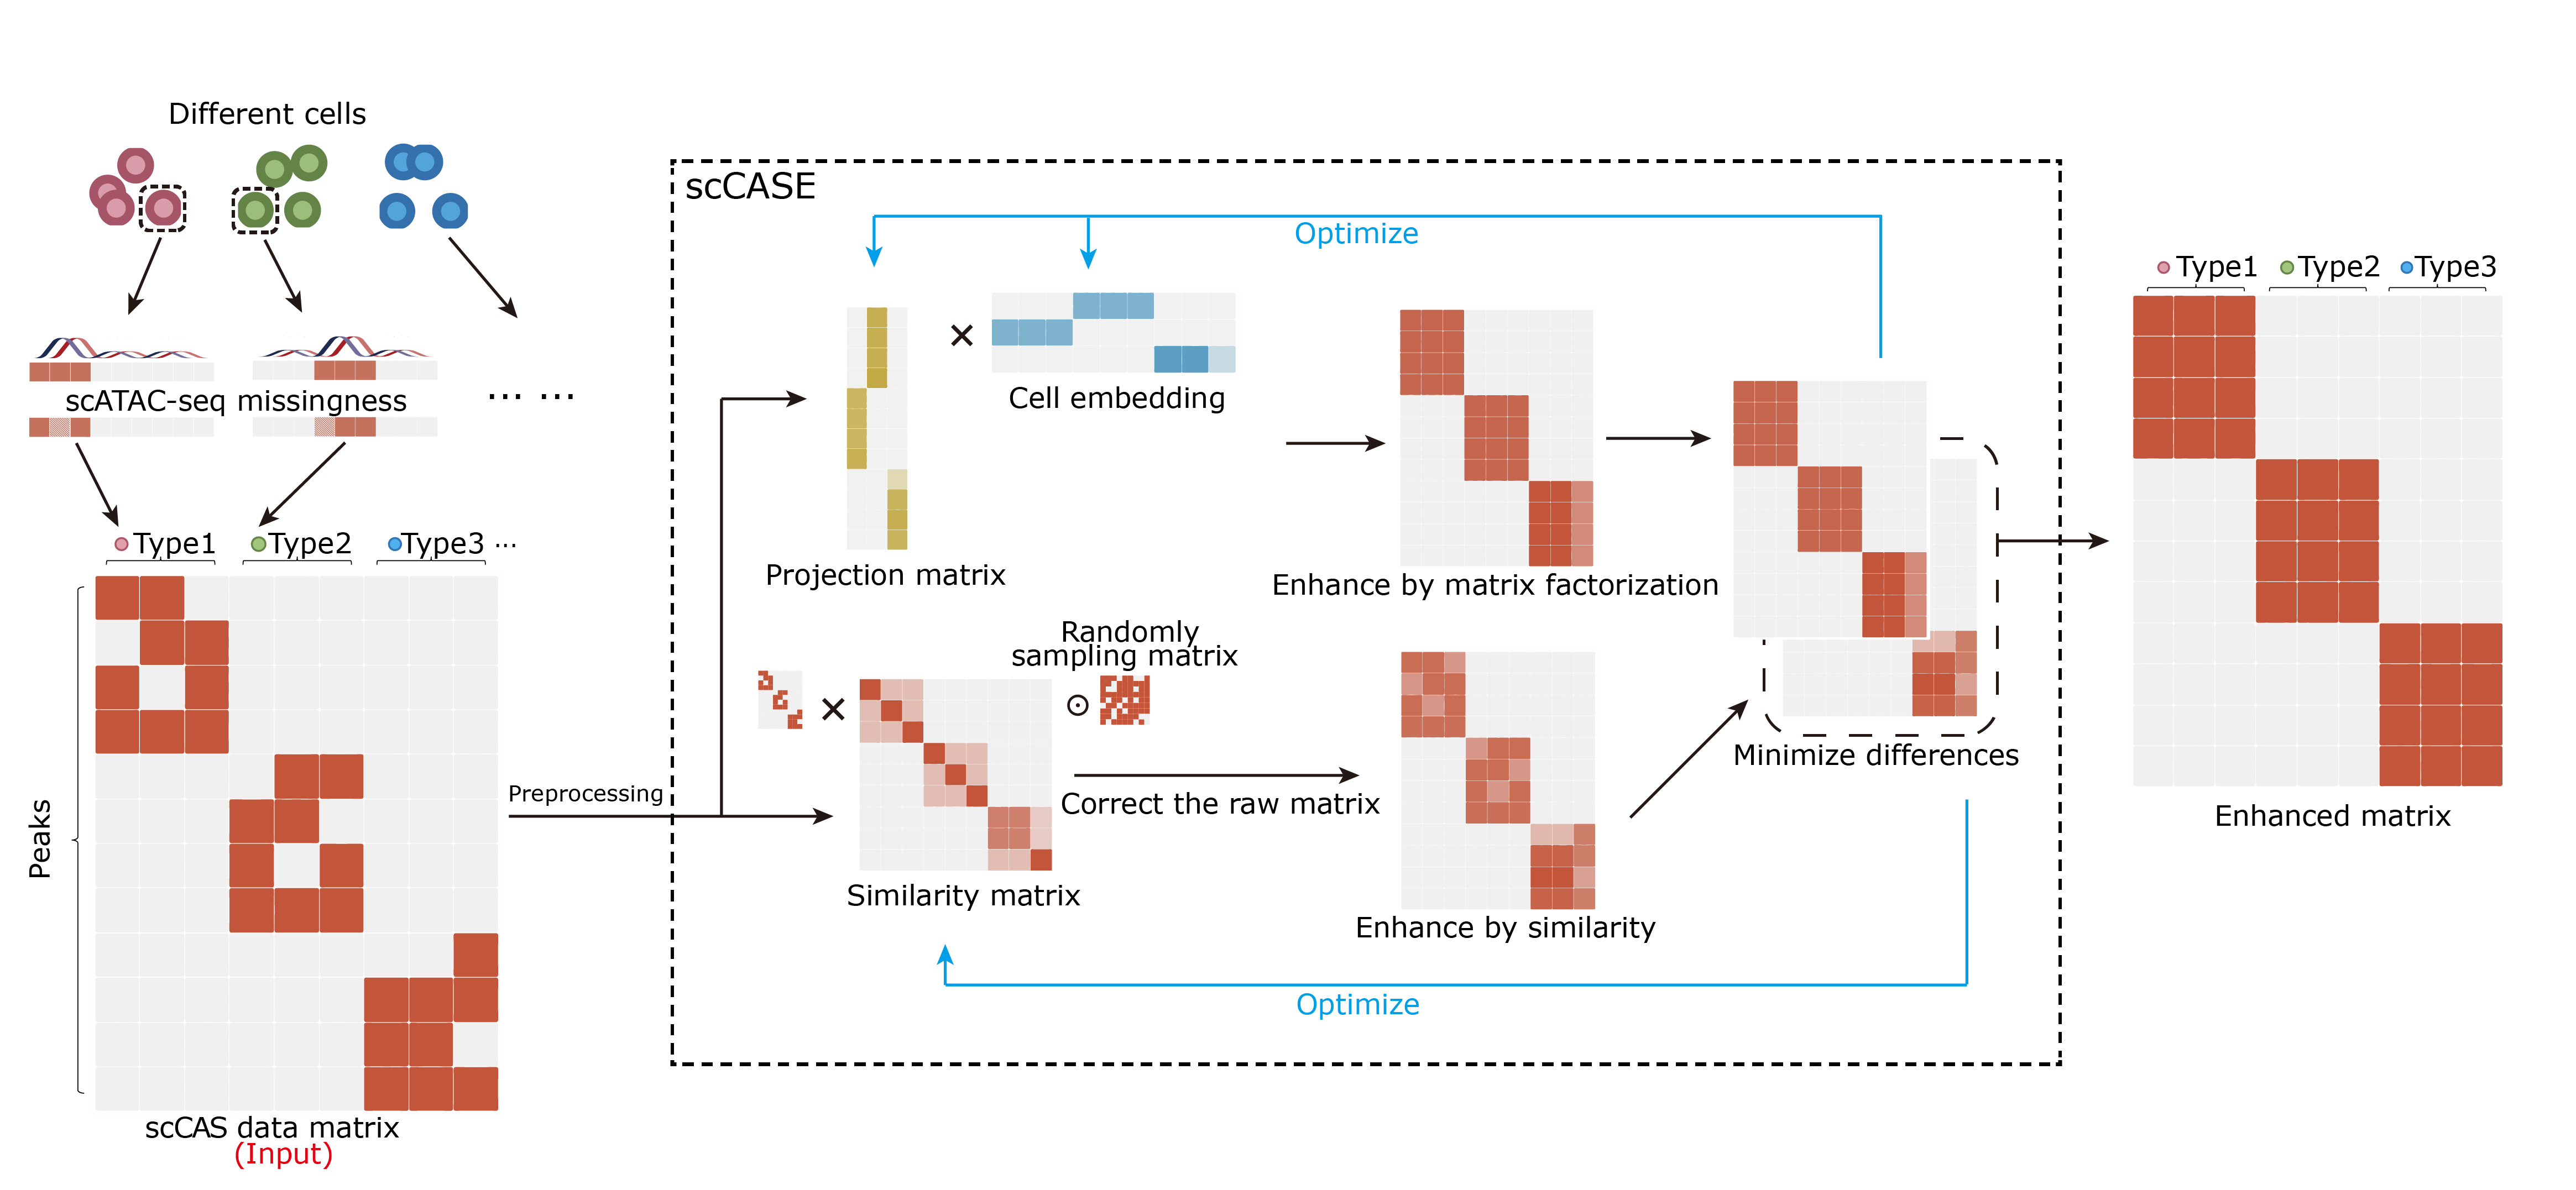 Different cells
scATAC-seq missingness
... ...
Type1
Type2
Type3 ...
Peaks
scCAS data matrix
(Input)
Preprocessing
scCASE
Optimize
×
Cell embedding
Projection matrix
Enhance by matrix factorization
Randomly
sampling matrix
×
⊙
Correct the raw matrix
Similarity matrix
Enhance by similarity
Minimize differences
Optimize
Type1
Type2
Type3
Enhanced matrix